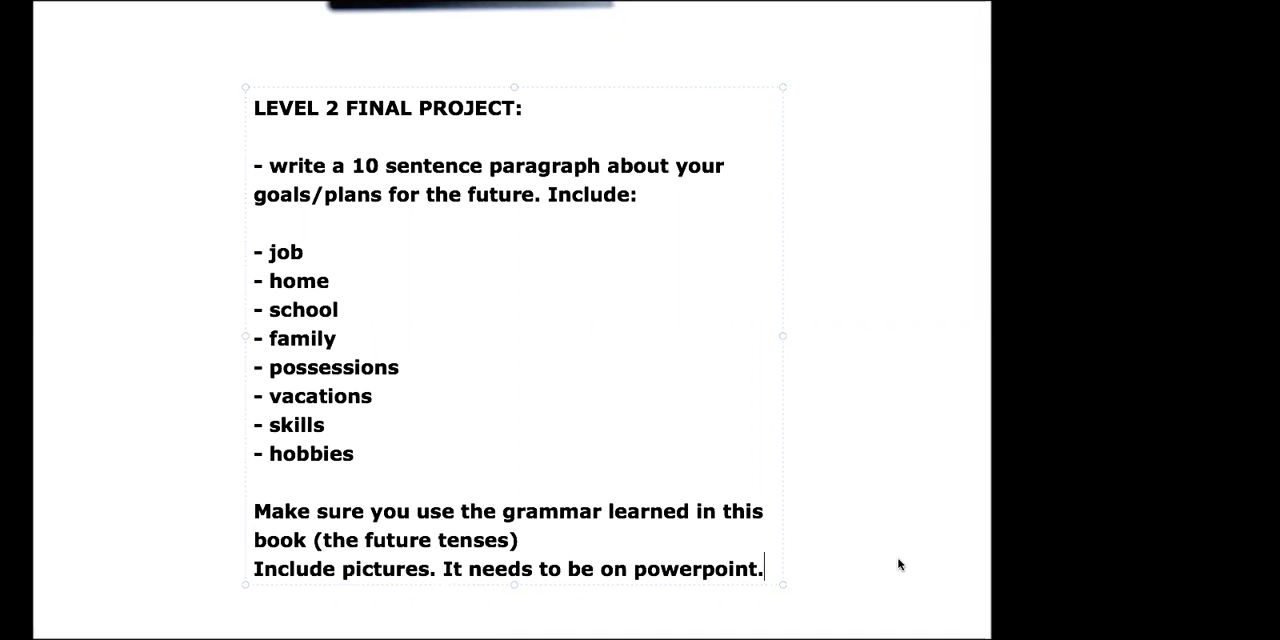 LEVEL 2 FINAL PROJECT:
- write a 10 sentence paragraph about your
goals/plans for the future. Include:
- job
- home
- school
- family
- possessions
- vacations
- skills
- hobbies
Make sure you use the grammar learned in this
book (the future tenses)
Include pictures. It needs to be on powerpoint.